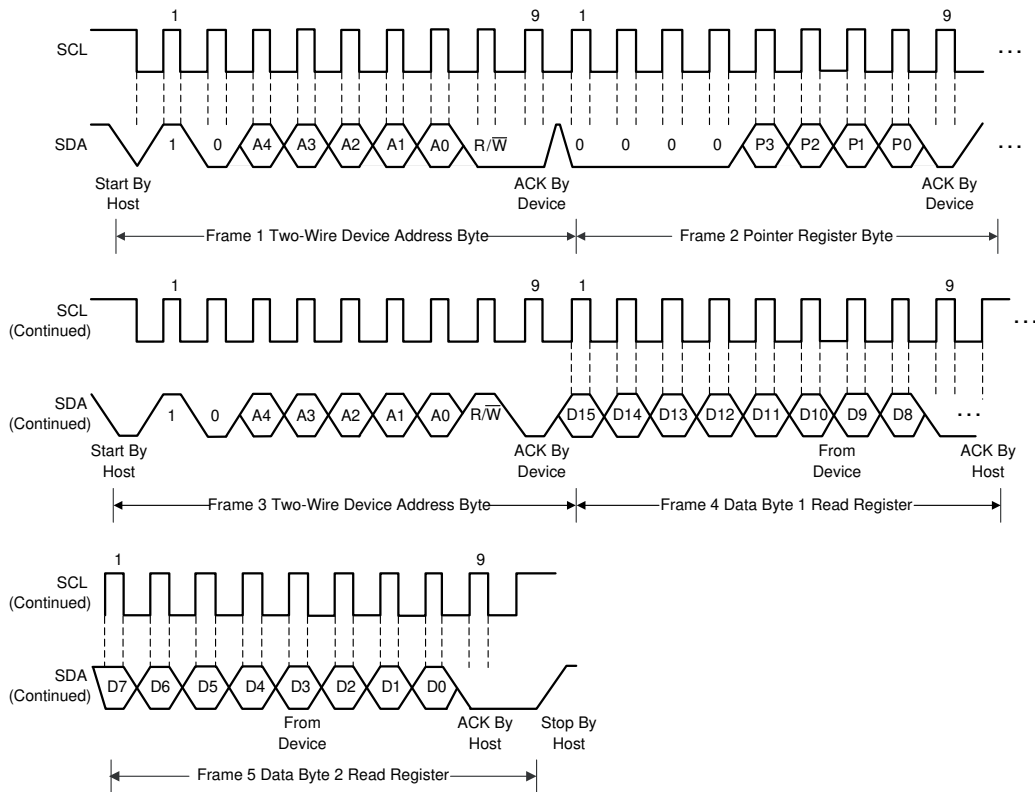 1 9 1 9
SCL ...
SDA 1 0 A4 A3 A2 A1 A0 R/W̅ 0 0 0 0 P3 P2 P1 P0 ...
Start By Host
ACK By Device
ACK By Device
Frame 1 Two-Wire Device Address Byte
Frame 2 Pointer Register Byte
1 9 1 9
SCL (Continued) ...
SDA (Continued) 1 0 A4 A3 A2 A1 A0 R/W̅ D15 D14 D13 D12 D11 D10 D9 D8 ...
Start By Host
ACK By Device
From Device
ACK By Host
Frame 3 Two-Wire Device Address Byte
Frame 4 Data Byte 1 Read Register
1 9
SCL (Continued)
SDA (Continued) D7 D6 D5 D4 D3 D2 D1 D0
From Device
ACK By Host
Stop By Host
Frame 5 Data Byte 2 Read Register